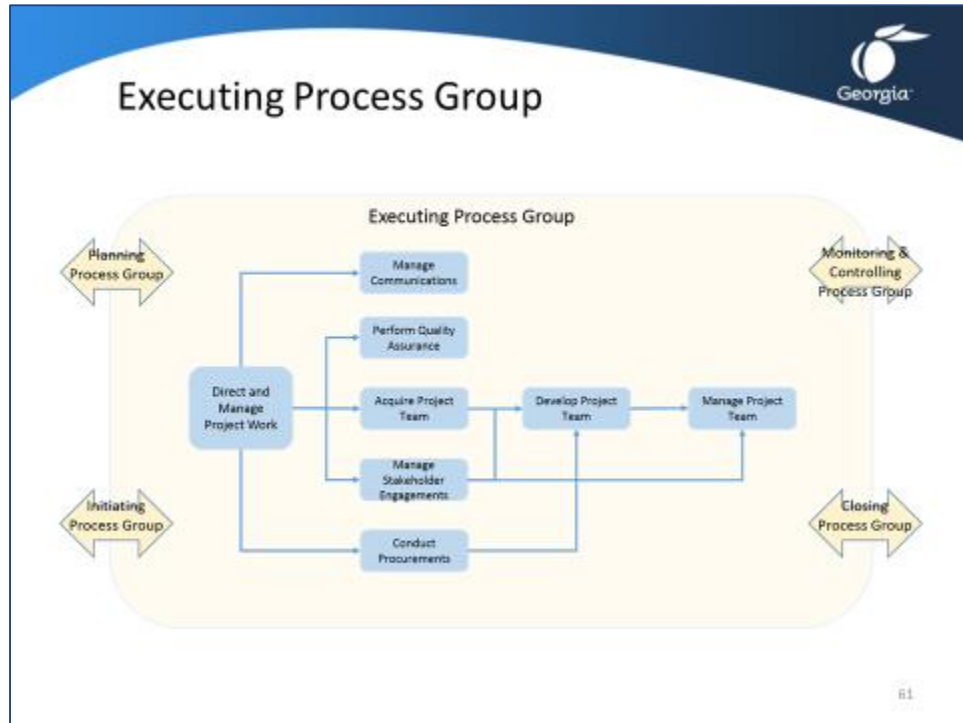 Executing Process Group
Georgia
Executing Process Group
Planning
Process Group
Monitoring &
Controlling
Process Group
Manage
Communications
Perform Quality
Assurance
Direct and
Manage
Project Work
Acquire Project
Team
Develop Project
Team
Manage Project
Team
Manage
Stakeholder
Engagements
Initiating
Process Group
Closing
Process Group
Conduct
Procurements
61